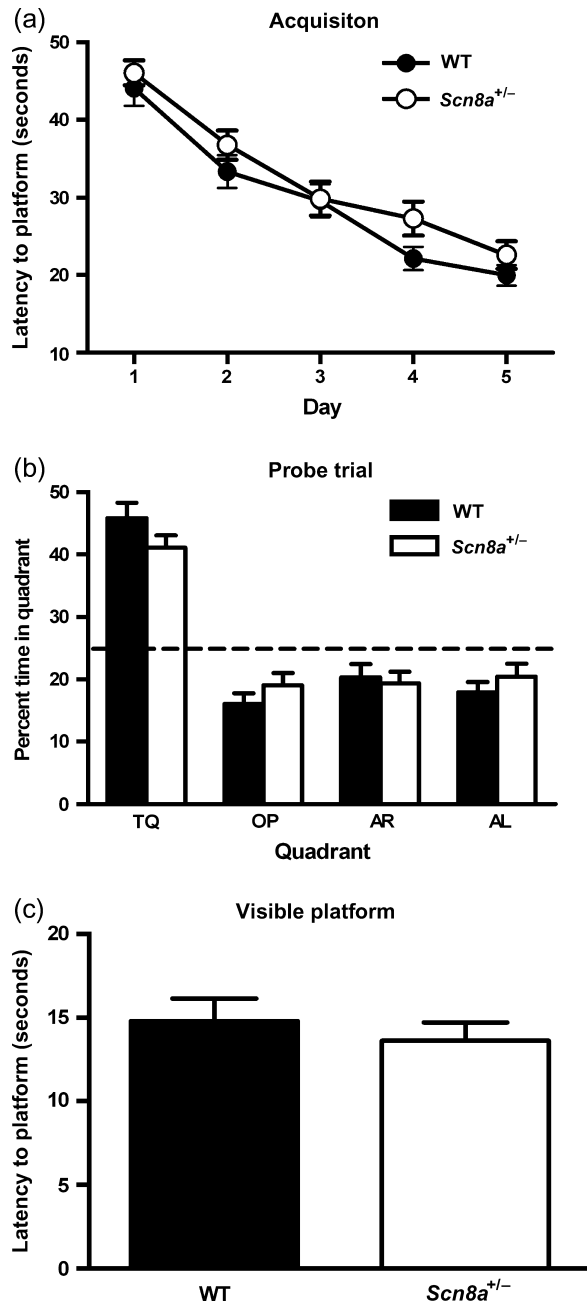 (a)
Acquisiton
50
40
30
20
10
Latency to platform (seconds)
WT
Scn8a+/–
1 2 3 4 5
Day
(b)
Probe trial
50
40
30
20
10
0
Percent time in quadrant
WT
Scn8a+/–
TQ OP AR AL
Quadrant
(c)
Visible platform
20
15
10
5
0
Latency to platform (seconds)
WT Scn8a+/–